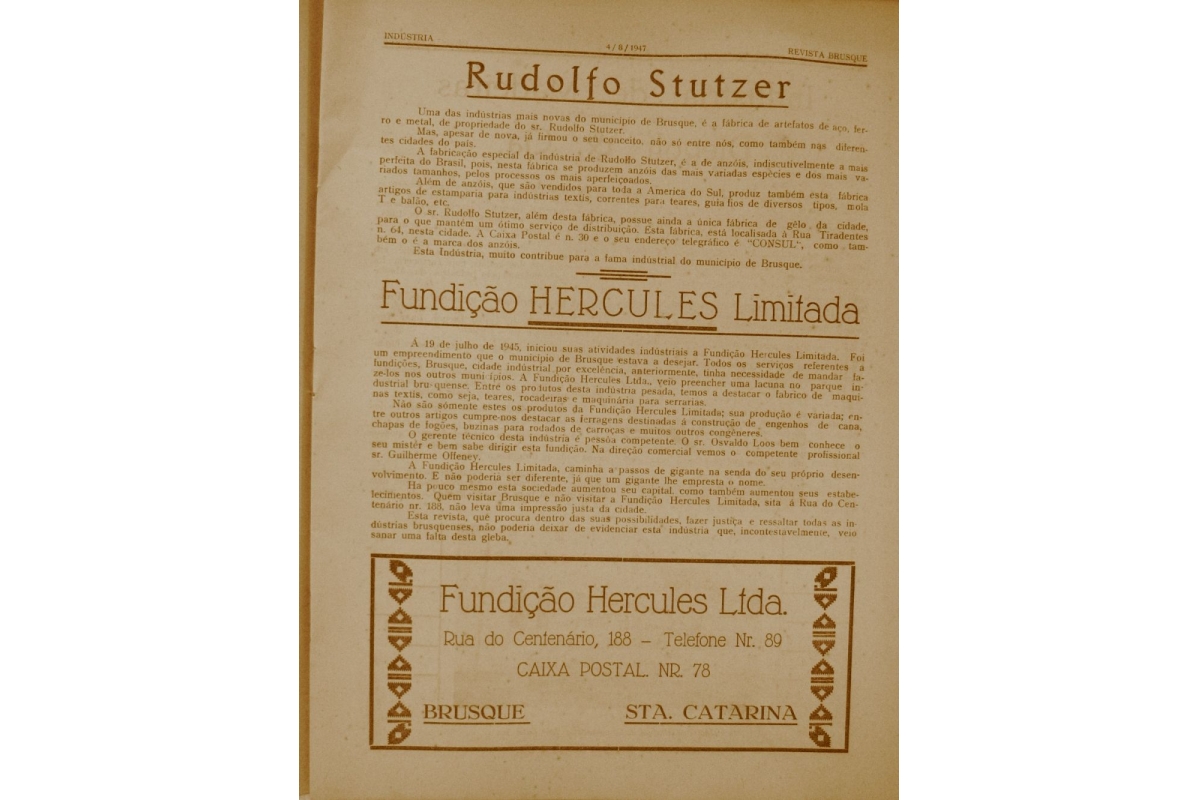 INDÚSTRIA
4/8/1947
REVISTA BRUSQUE
Rudolfo Stutzer
Uma das indústrias mais novas do município de Brusque, é a fábrica de artefatos de aço, fer-
ro e metal, de propriedade do sr. Rudolfo Stutzer.
Mas, apesar de nova, já firmou o seu conceito, não só entre nós, como também nas diferen-
tes cidades do país.
A fabricação especial da indústria de Rudolfo Stutzer, é a de anzóis, indiscutivelmente a mais
perfeita do Brasil, pois, nesta fábrica se produzem anzóis das mais variadas espécies e dos mais va-
riados tamanhos, pelos processos os mais aperfeiçoados.
Além de anzóis, que são vendidos para toda a America do Sul, produz também esta fábrica
artigos de estamparia para indústrias textis, correntes para teares, guia fios de diversos tipos, mola
T e balão, etc.
O sr. Rudolfo Stutzer, além desta fábrica, possue ainda a única fábrica de gêlo da cidade,
para o que mantém um ótimo serviço de distribuição. Esta fábrica, está localisada à Rua Tiradentes
n. 64, nesta cidade. A Caixa Postal é n. 30 e o seu endereço telegráfico é "CONSUL", como tam-
bém o é a marca dos anzóis.
Esta Indústria, muito contribue para a fama industrial do município de Brusque.
Fundição HERCULES Limitada
Á 19 de julho de 1945, iniciou suas atividades indústriais a Fundição Hercules Limitada. Foi
um empreendimento que o município de Brusque estava a desejar. Todos os serviços referentes a
fundições, Brusque, cidade indústrial por excelência, anteriormente, tinha necessidade de mandar fa-
ze-los nos outros muni ípios. A Fundição Hercules Ltda., veio preencher uma lacuna no parque in-
dustrial bru quense. Entre os pro utos desta indústria pesada, temos a destacar o fabrico de maqui-
nas textis, como seja, teares, rocadeiras e maquinária para serrarias.
Não são sómente estes os produtos da Fundição Hercules Limitada; sua produção é variada; en-
tre outros artigos cumpre-nos destacar as ferragens destinadas à construção de engenhos de cana,
chapas de fogões, buzinas para rodados de carroças e muitos outros congêneres.
O gerente técnico desta indústria é pessôa competente. O sr. Osvaldo Loos bem conhece o
seu mistér e bem sabe dirigir esta fundição. Na direção comercial vemos o competente profissional
sr. Guilherme Offeney.
A Fundição Hercules Limitada, caminha a passos de gigante na senda do seu próprio desen-
volvimento. E não poderia ser diferente, já que um gigante lhe empresta o nome.
Ha pouco mesmo esta sociedade aumentou seu capital, como também aumentou seus estabe-
lecimentos. Quem visitar Brusque e não visitar a Fundição Hercules Limitada, sita á Rua do Cen-
tenário nr. 188, não leva uma impressão justa da cidade.
Esta revista, que procura dentro das suas possibilidades, fazer justiça e ressaltar todas as in-
dústrias brusquenses, não poderia deixar de evidenciar esta indústria que, incontestavelmente, veio
sanar uma falta desta gleba.
Fundição Hercules Ltda.
Rua do Centenário, 188 – Telefone Nr. 89
CAIXA POSTAL. NR. 78
BRUSQUE STA. CATARINA